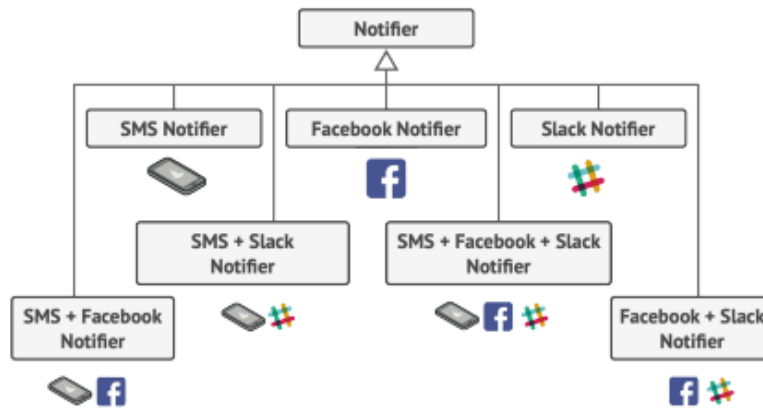 Notifier
SMS Notifier
Facebook Notifier
Slack Notifier
SMS + Slack
Notifier
SMS + Facebook + Slack
Notifier
SMS + Facebook
Notifier
Facebook + Slack
Notifier